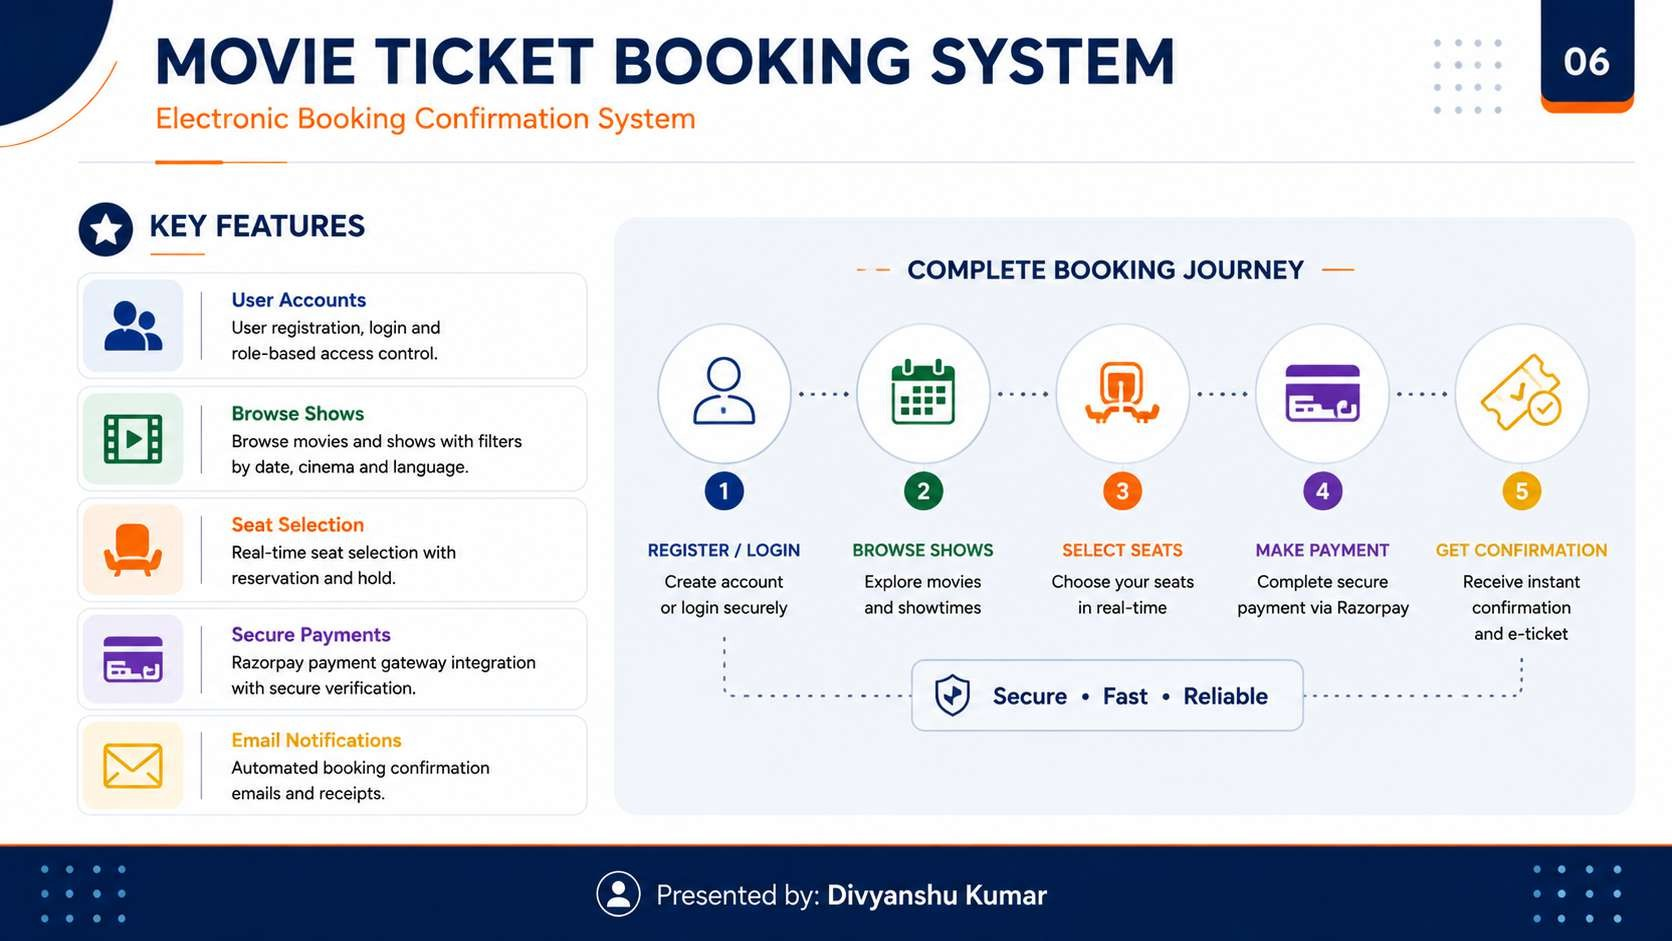 MOVIE TICKET BOOKING SYSTEM
06
Electronic Booking Confirmation System
KEY FEATURES
User Accounts
User registration, login and
role-based access control.
Browse Shows
Browse movies and shows with filters
by date, cinema and language.
Seat Selection
Real-time seat selection with
reservation and hold.
Secure Payments
Razorpay payment gateway integration
with secure verification.
Email Notifications
Automated booking confirmation
emails and receipts.
COMPLETE BOOKING JOURNEY
1
REGISTER / LOGIN
Create account
or login securely
2
BROWSE SHOWS
Explore movies
and showtimes
3
SELECT SEATS
Choose your seats
in real-time
4
MAKE PAYMENT
Complete secure
payment via Razorpay
5
GET CONFIRMATION
Receive instant
confirmation
and e-ticket
Secure • Fast • Reliable
Presented by: Divyanshu Kumar